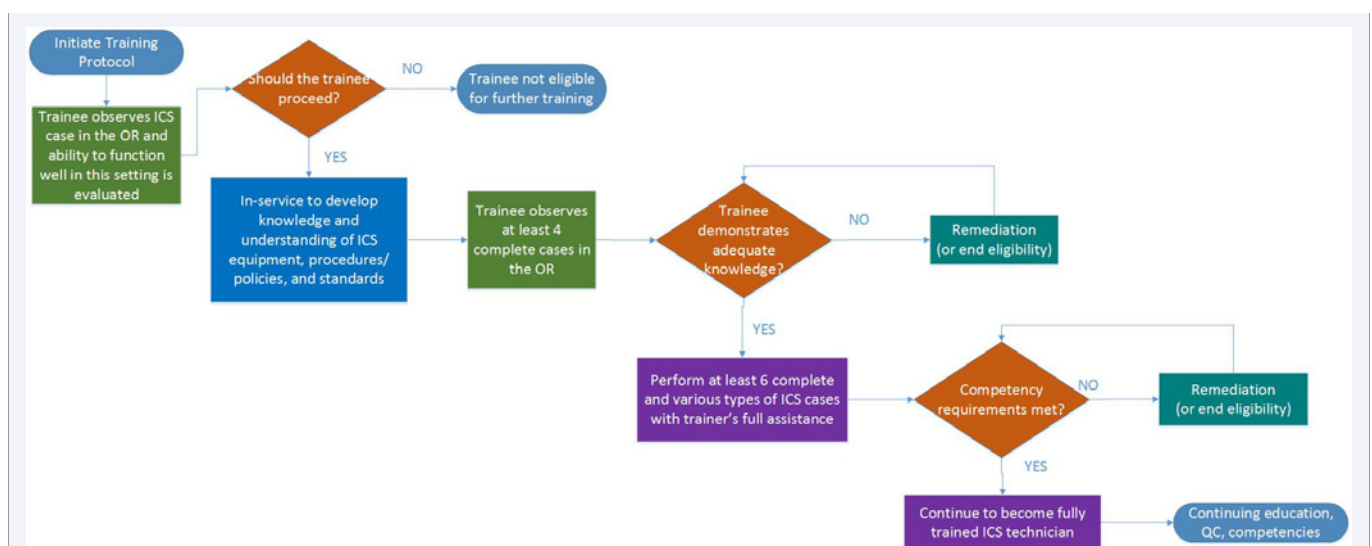 Initiate Training
Protocol
Trainee observes ICS
case in the OR and
ability to function
well in this setting is
evaluated
Should the trainee
proceed?
NO
Trainee not eligible
for further training
YES
In-service to develop
knowledge and
understanding of ICS
equipment, procedures/
policies, and standards
Trainee observes
at least 4
complete cases in
the OR
Trainee
demonstrates
adequate
knowledge?
NO
Remediation
(or end eligibility)
YES
Perform at least 6 complete
and various types of ICS cases
with trainer's full assistance
Competency
requirements met?
NO
Remediation
(or end eligibility)
YES
Continue to become fully
trained ICS technician
Continuing education,
QC, competencies